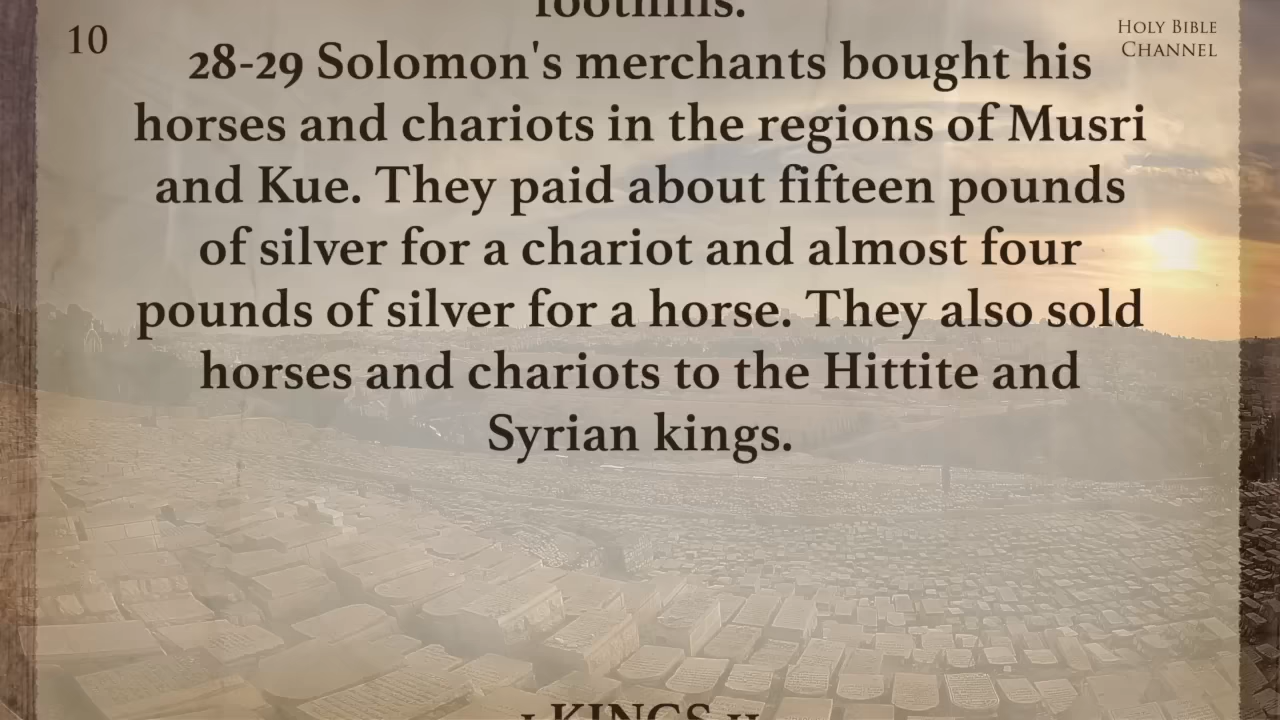 foothills.
10
HOLY BIBLE
CHANNEL
28-29 Solomon's merchants bought his
horses and chariots in the regions of Musri
and Kue. They paid about fifteen pounds
of silver for a chariot and almost four
pounds of silver for a horse. They also sold
horses and chariots to the Hittite and
Syrian kings.
1 KINGS 11